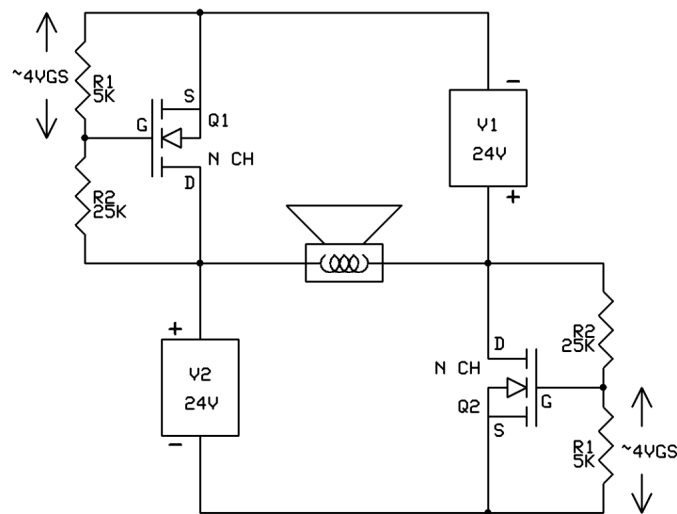 ~4VGS
R1
5K
S
G
Q1
N CH
D
R2
25K
-
V1
24V
+
+
V2
24V
-
D
N CH
Q2
G
S
R2
25K
R1
5K
~4VGS